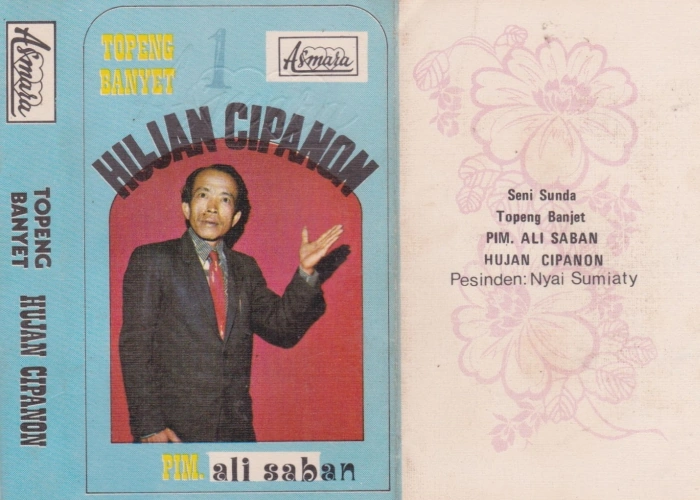 Asmara
TOPENG
BANYET
HUJAN CIPANON
TOPENG
BANYET
1
Asmara
HUJAN CIPANON
PIM. ali saban
Seni Sunda
Topeng Banjet
PIM. ALI SABAN
HUJAN CIPANON
Pesinden: Nyai Sumiaty